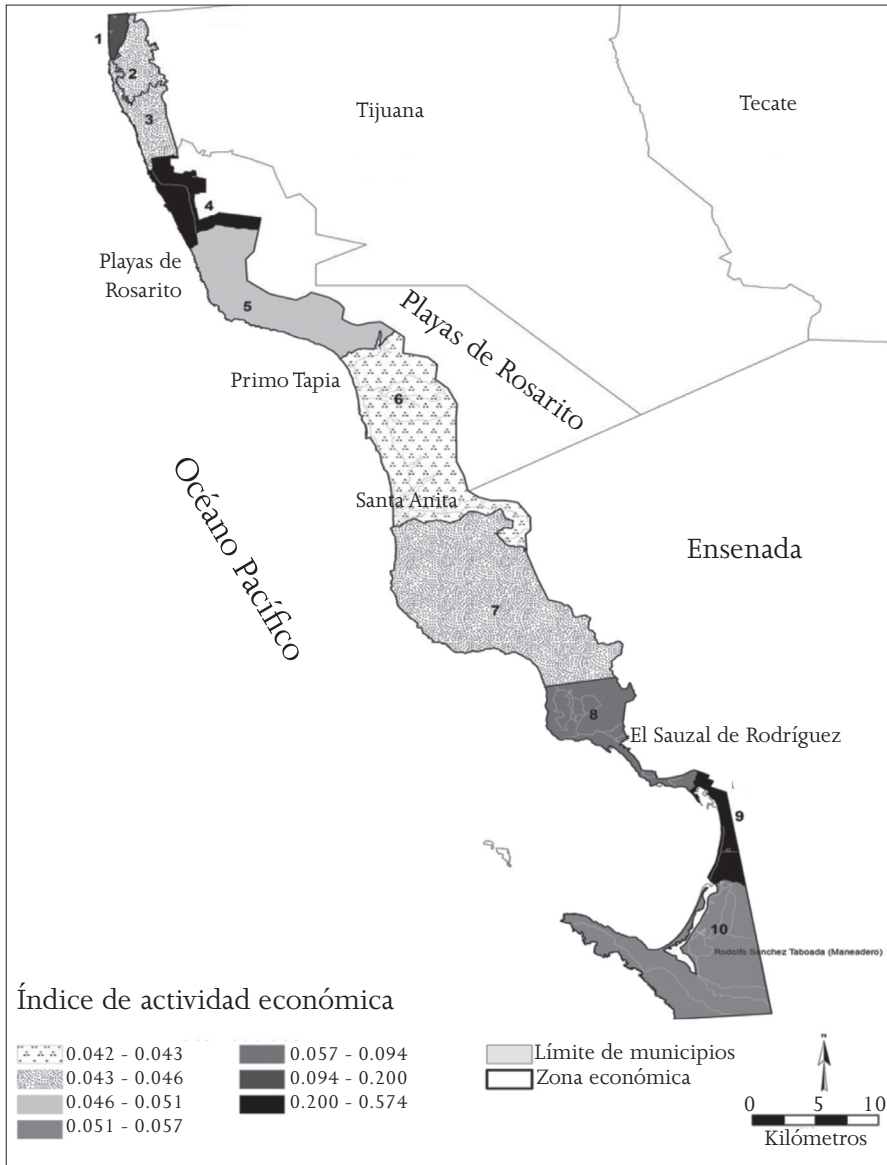 1
2
Tijuana
Tecate
3
4
Playas de
Rosarito
5
Playas de Rosarito
Primo Tapia
6
Océano Pacífico
Santa Anita
Ensenada
7
8
El Sauzal de Rodríguez
9
10
Rodolfo Sánchez Taboada (Maneadero)
Índice de actividad económica
0.042 - 0.043
0.043 - 0.046
0.046 - 0.051
0.051 - 0.057
0.057 - 0.094
0.094 - 0.200
0.200 - 0.574
Límite de municipios
Zona económica
N
0 5 10
Kilómetros